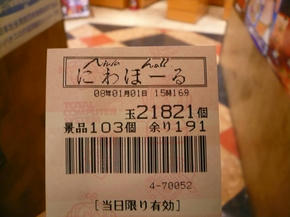 Niwa Hall
にわほーる
08年01月01日 15時16分
玉21821個
景品103個 余り191
TOTAL
COMPUTER
4-70052
[当日限り有効]